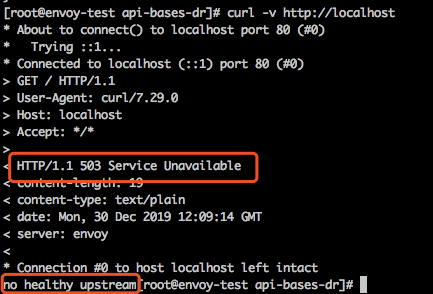 [root@envoy-test api-bases-dr]# curl -v http://localhost
* About to connect() to localhost port 80 (#0)
*   Trying ::1...
* Connected to localhost (::1) port 80 (#0)
> GET / HTTP/1.1
> User-Agent: curl/7.29.0
> Host: localhost
> Accept: */*
>
< HTTP/1.1 503 Service Unavailable
< content-length: 19
< content-type: text/plain
< date: Mon, 30 Dec 2019 12:09:14 GMT
< server: envoy
<
* Connection #0 to host localhost left intact
no healthy upstream[root@envoy-test api-bases-dr]#